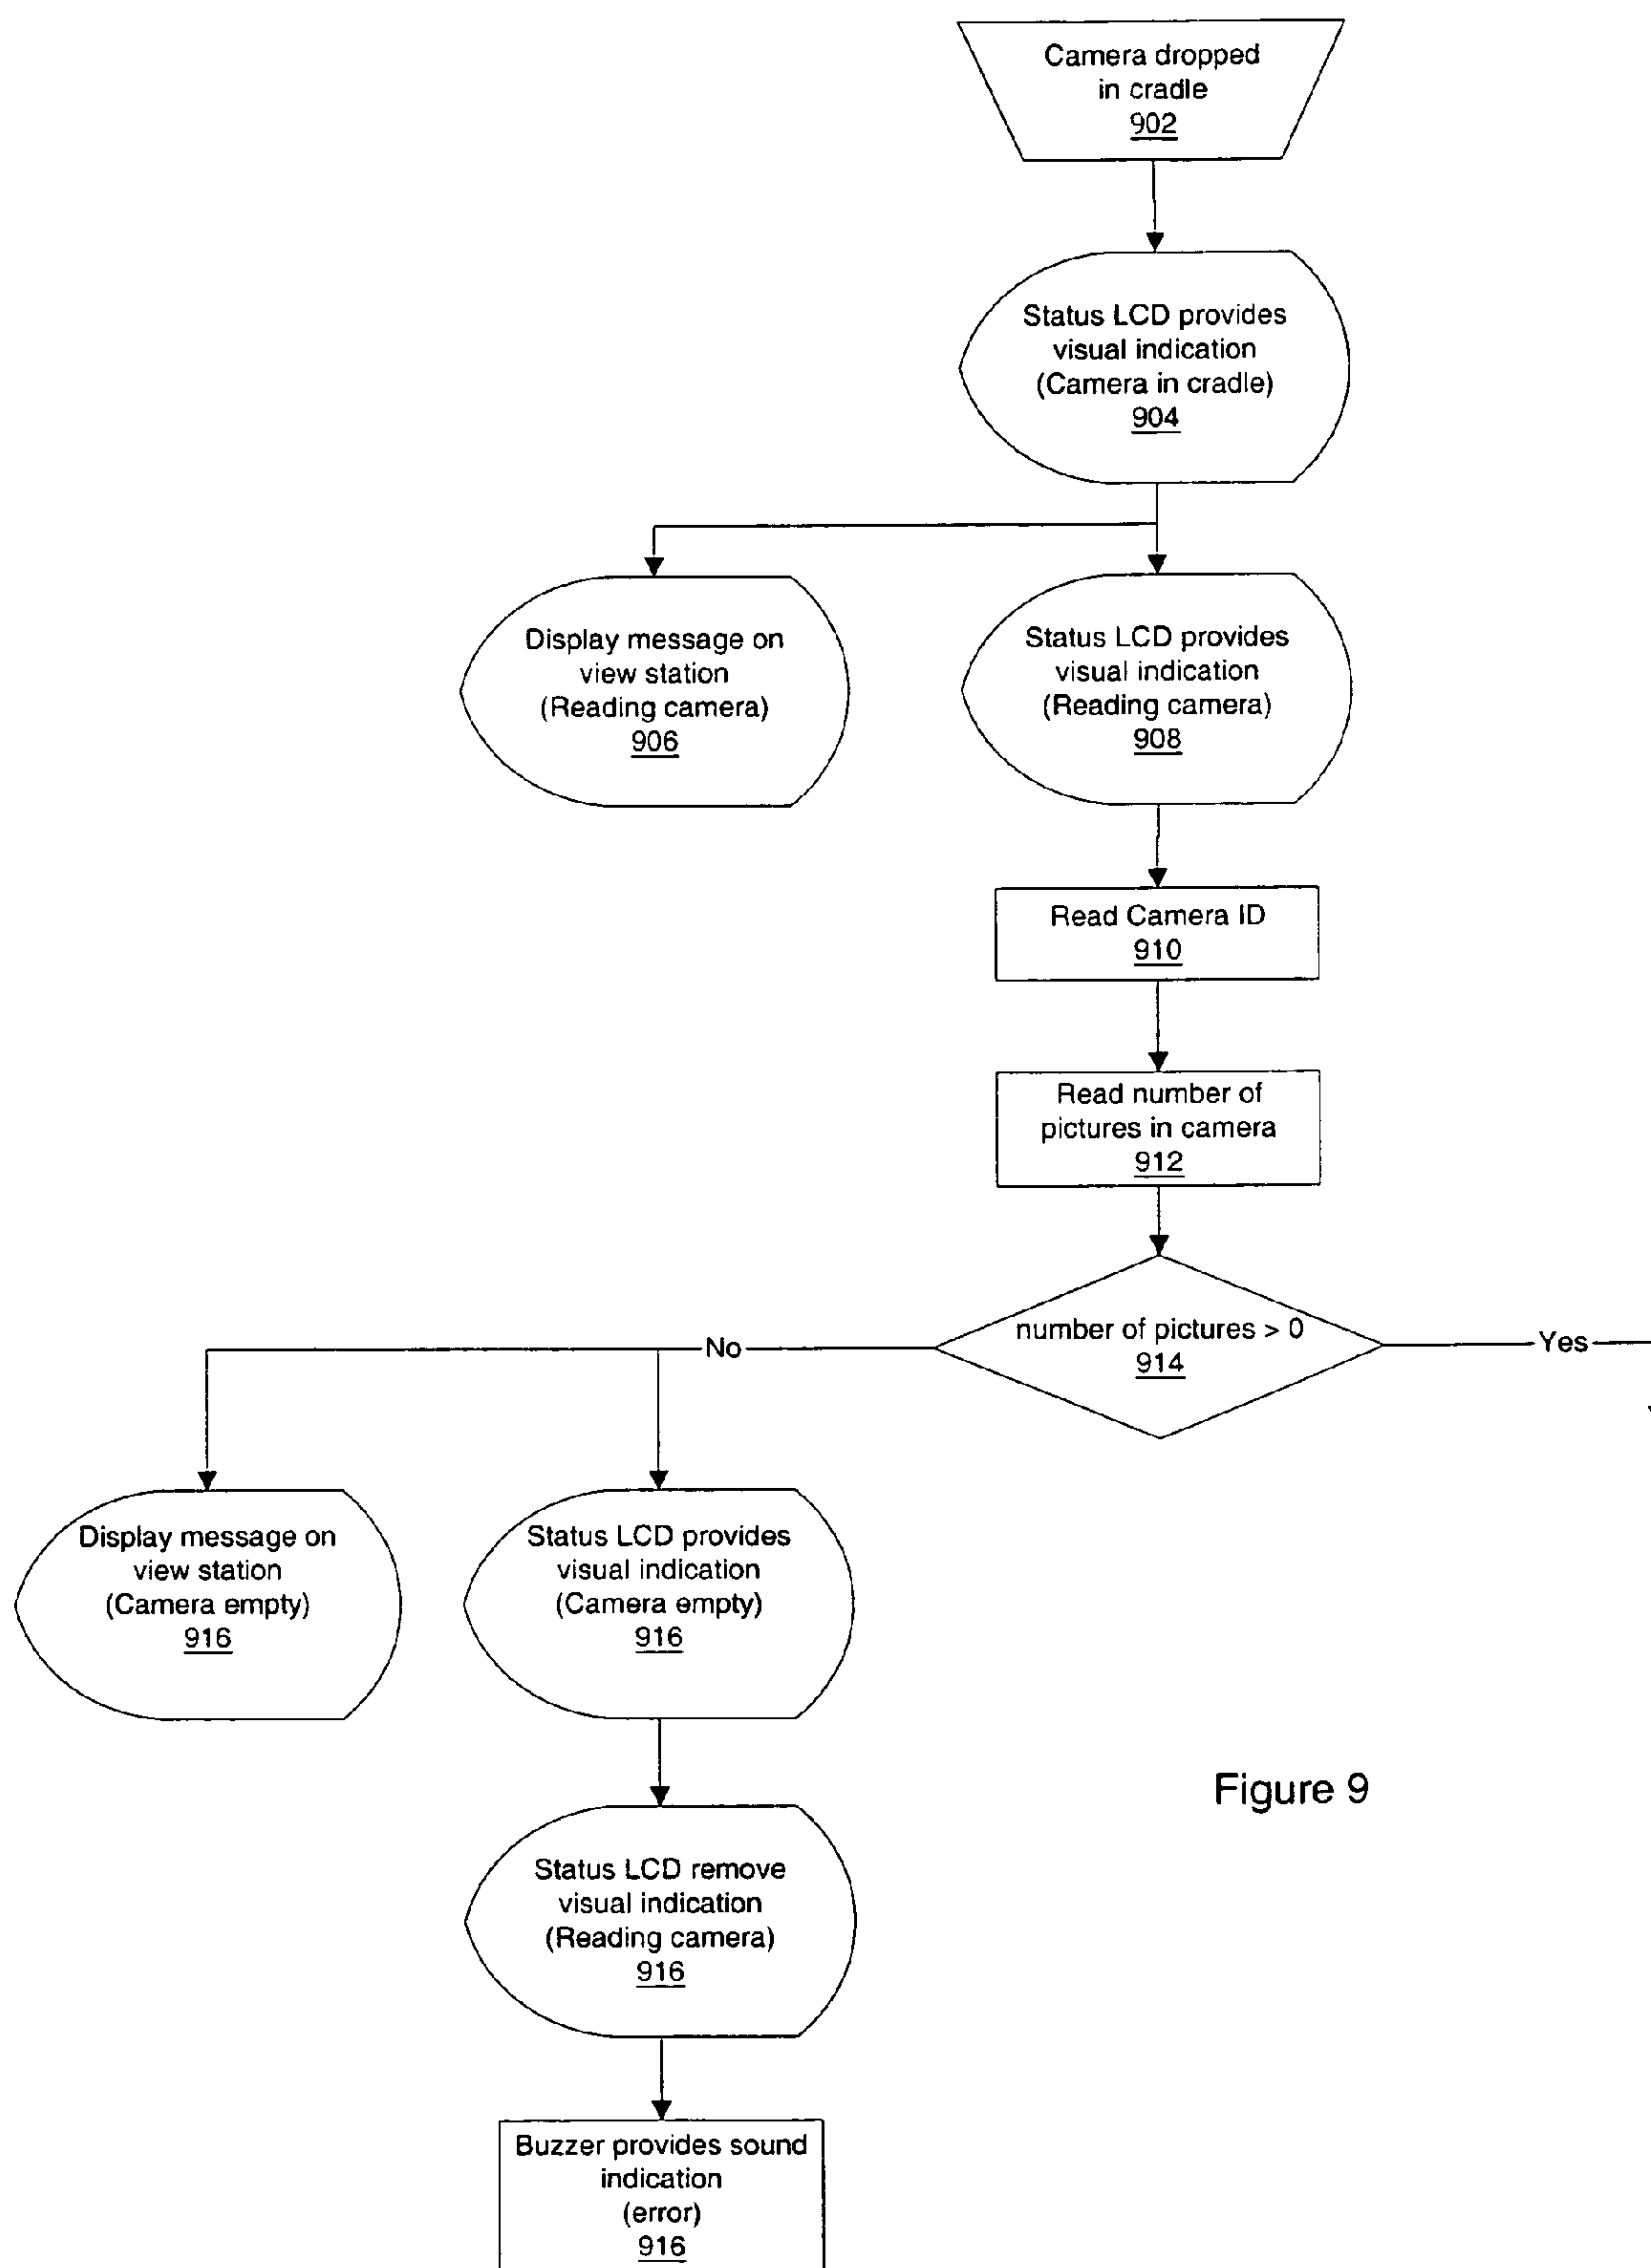 Camera dropped
in cradle
902
Status LCD provides
visual indication
(Camera in cradle)
904
Display message on
view station
(Reading camera)
906
Status LCD provides
visual indication
(Reading camera)
908
Read Camera ID
910
Read number of
pictures in camera
912
number of pictures > 0
914
No
Yes
Display message on
view station
(Camera empty)
916
Status LCD provides
visual indication
(Camera empty)
916
Figure 9
Status LCD remove
visual indication
(Reading camera)
916
Buzzer provides sound
indication
(error)
916